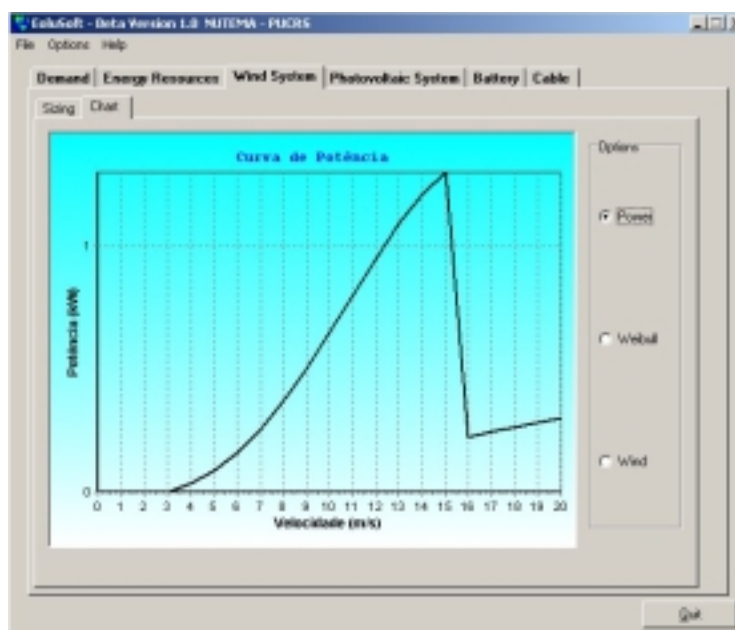 EoluSoft - Beta Version 1.0 NUTEMA - PUCRS
File Options Help
Demand Energy Resources Wind System Photovoltaic System Battery Cable
Sizing Chart
Curva de Potência
Potência (kW)
1
0
0 1 2 3 4 5 6 7 8 9 10 11 12 13 14 15 16 17 18 19 20
Velocidade (m/s)
Options
Power
Weibull
Wind
Quit